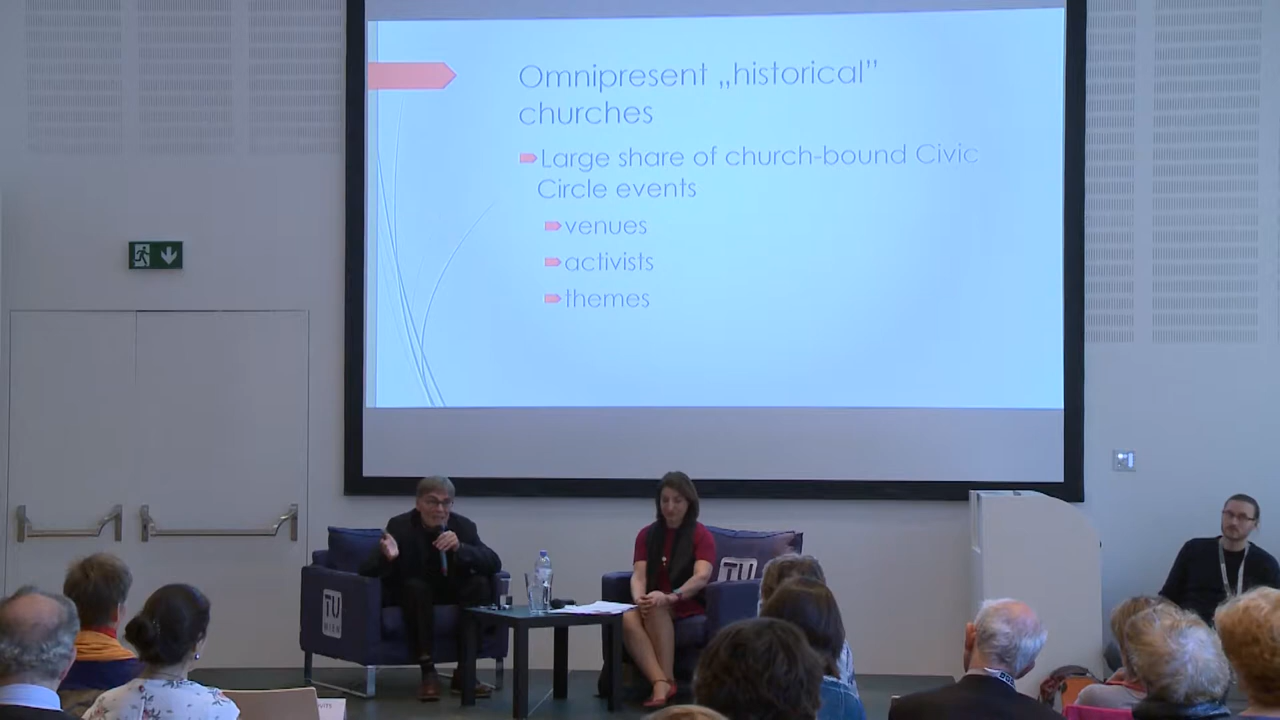 Omnipresent „historical”
churches
Large share of church-bound Civic
Circle events
venues
activists
themes
TU
WIEN
TU